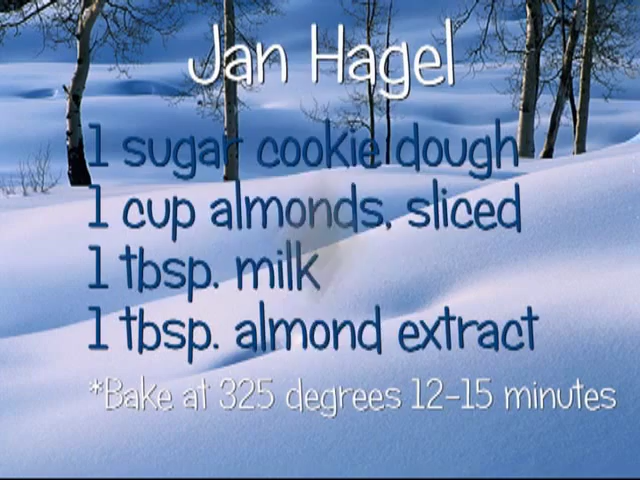 Jan Hagel
1 sugar cookie dough
1 cup almonds, sliced
1 tbsp. milk
1 tbsp. almond extract
*Bake at 325 degrees 12-15 minutes